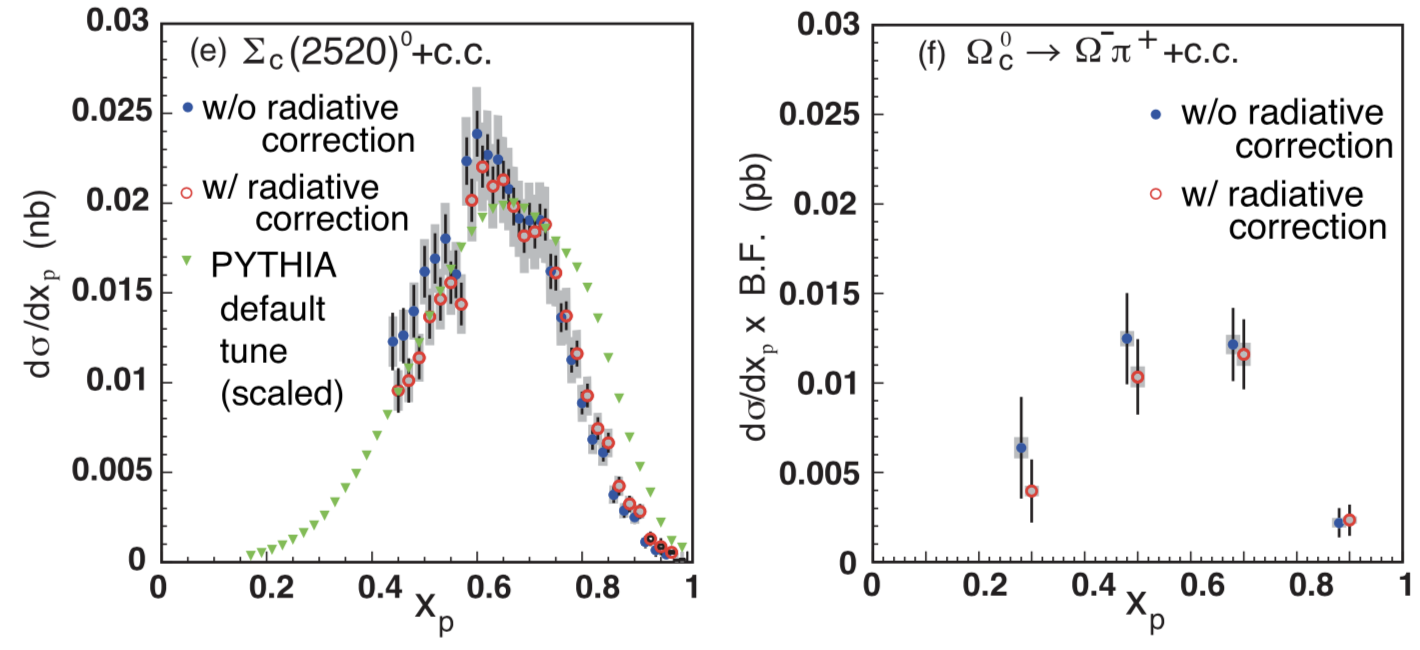 (e) Σc(2520)⁰+c.c.
w/o radiative
correction
w/ radiative
correction
PYTHIA
default
tune
(scaled)
dσ/dxp (nb)
0.03
0.025
0.02
0.015
0.01
0.005
0
0 0.2 0.4 0.6 0.8 1
xp
(f) Ωc⁰ → Ω⁻π⁺+c.c.
w/o radiative
correction
w/ radiative
correction
dσ/dxp x B.F. (pb)
0.03
0.025
0.02
0.015
0.01
0.005
0
0 0.2 0.4 0.6 0.8 1
xp